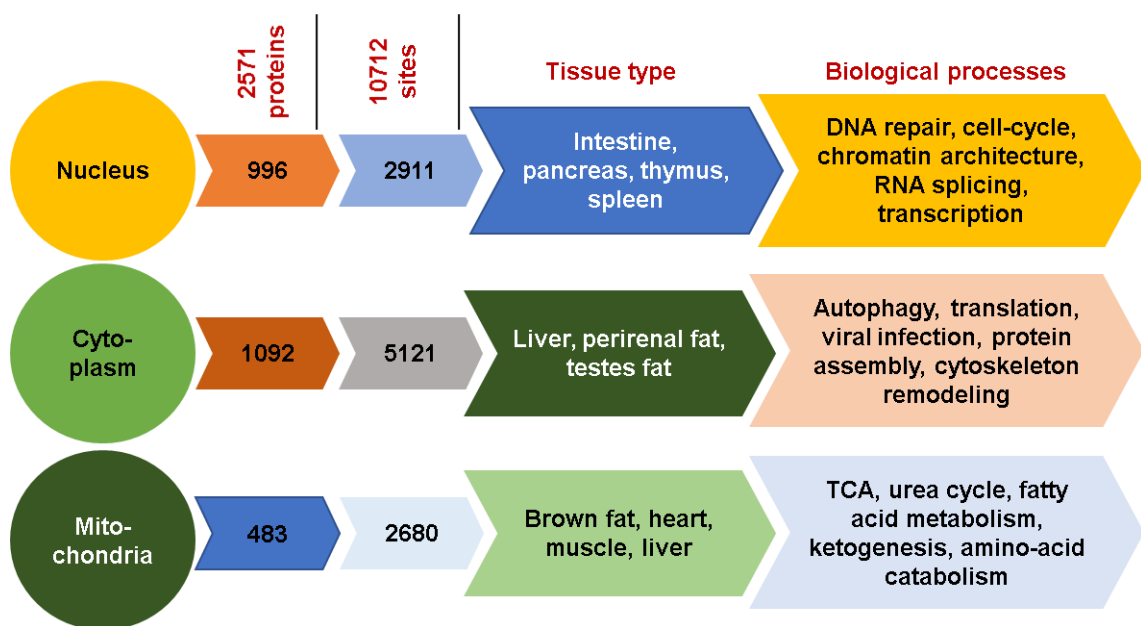 2571
proteins
10712
sites
Tissue type
Biological processes
Nucleus
996
2911
Intestine,
pancreas, thymus,
spleen
DNA repair, cell-cycle,
chromatin architecture,
RNA splicing,
transcription
Cyto-
plasm
1092
5121
Liver, perirenal fat,
testes fat
Autophagy, translation,
viral infection, protein
assembly, cytoskeleton
remodeling
Mito-
chondria
483
2680
Brown fat, heart,
muscle, liver
TCA, urea cycle, fatty
acid metabolism,
ketogenesis, amino-acid
catabolism